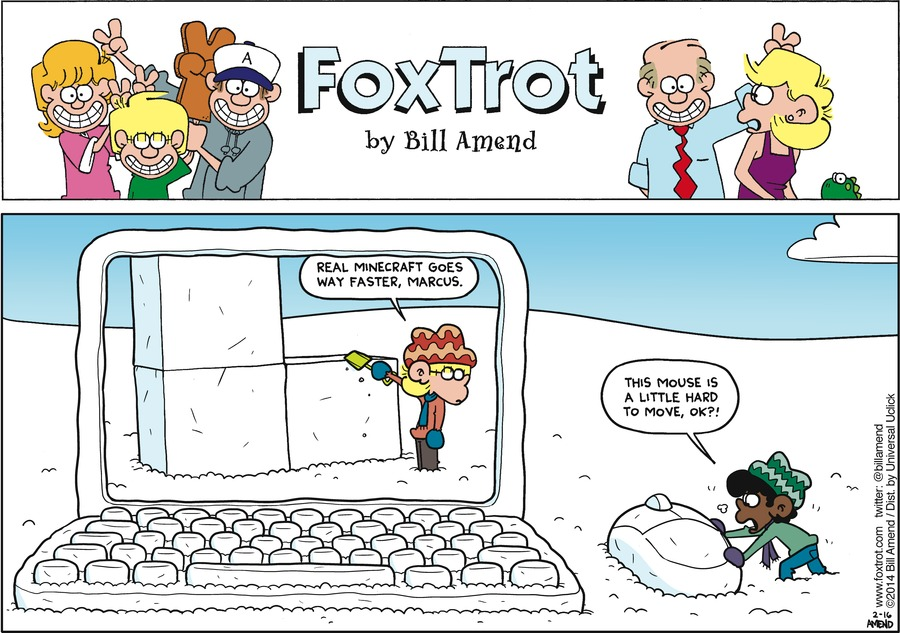 A
FOXTROT
by Bill Amend
REAL MINECRAFT GOES
WAY FASTER, MARCUS.
THIS MOUSE IS
A LITTLE HARD
TO MOVE, OK?!
www.foxtrot.com twitter: @billamend
©2014 Bill Amend / Dist. by Universal Uclick
2-16
AMEND